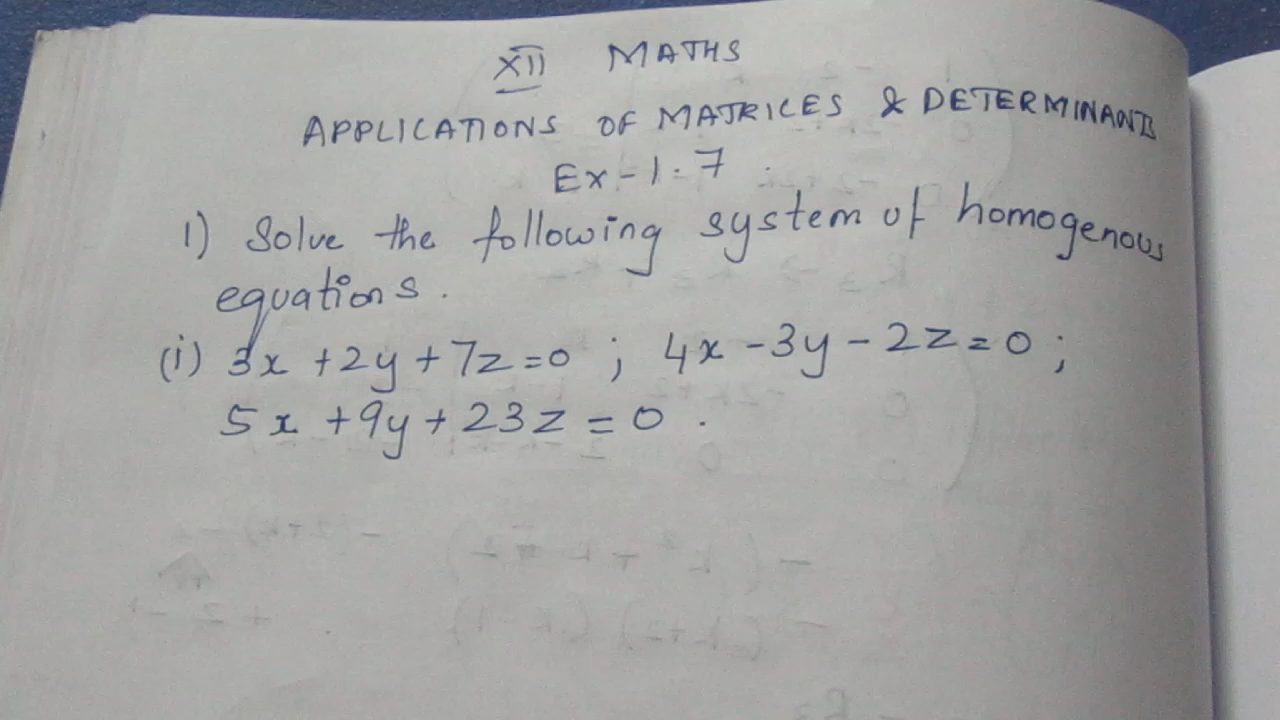 XII MATHS
APPLICATIONS OF MATRICES & DETERMINANTS
Ex-1.7
1) Solve the following system of homogenous
equations.
(i) 3x + 2y + 7z = 0 ; 4x - 3y - 2z = 0 ;
5x + 9y + 23z = 0 .